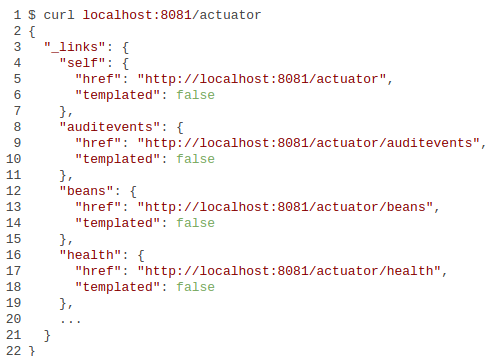 1 $ curl localhost:8081/actuator
2 {
3   "_links": {
4     "self": {
5       "href": "http://localhost:8081/actuator",
6       "templated": false
7     },
8     "auditevents": {
9       "href": "http://localhost:8081/actuator/auditevents",
10       "templated": false
11     },
12     "beans": {
13       "href": "http://localhost:8081/actuator/beans",
14       "templated": false
15     },
16     "health": {
17       "href": "http://localhost:8081/actuator/health",
18       "templated": false
19     },
20     ...
21   }
22 }